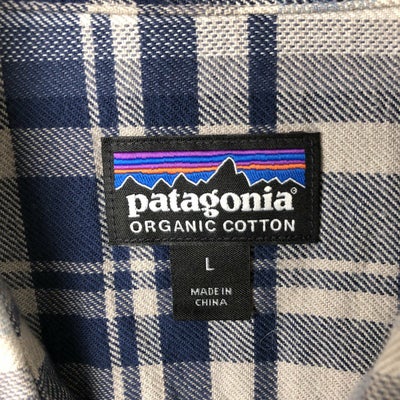 patagonia®
ORGANIC COTTON
L
MADE IN
CHINA